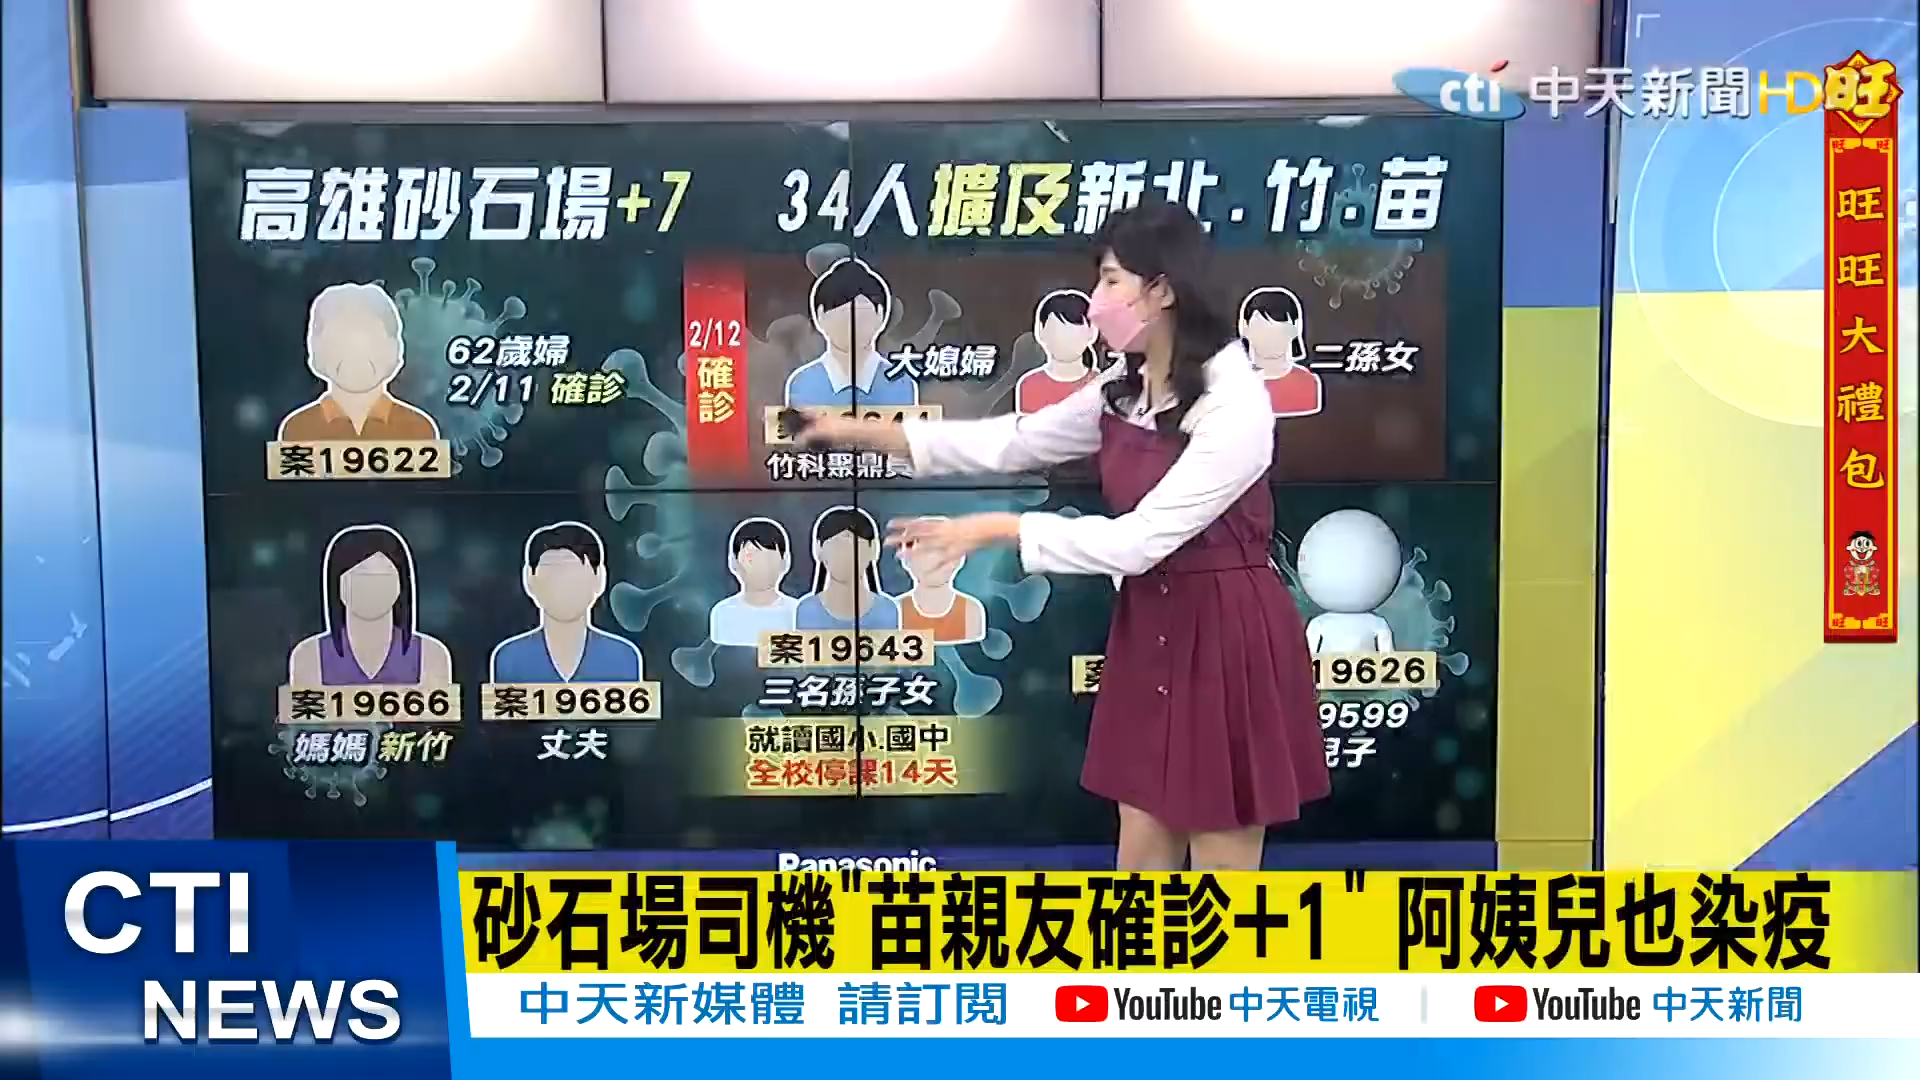 cti 中天新聞HD
旺
旺旺大禮包
高雄砂石場+7 34人擴及新北.竹.苗
62歲婦
2/11 確診
案19622
2/12
確診
大媳婦
二孫女
竹科聚鼎員
案19666
媽媽 新竹
案19686
丈夫
案19643
三名孫子女
就讀國小.國中
全校停課14天
案
19626
9599
兒子
Panasonic
CTI
NEWS
砂石場司機"苗親友確診+1" 阿姨兒也染疫
中天新媒體 請訂閱 YouTube 中天電視 | YouTube 中天新聞